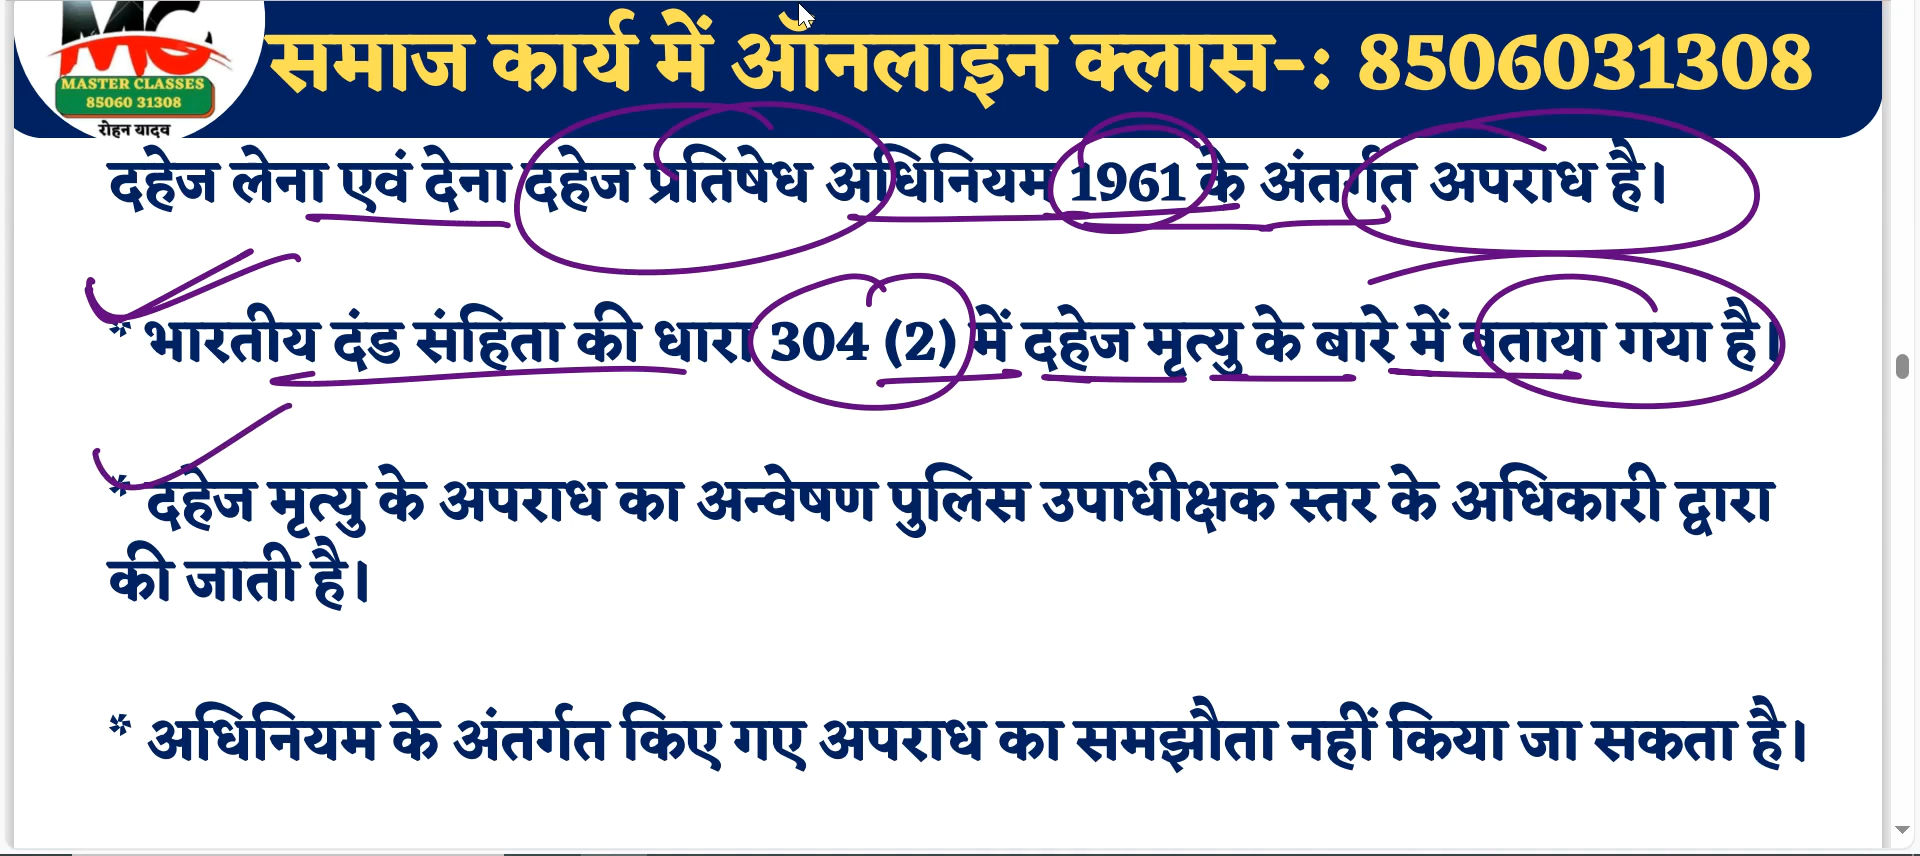 MG
MASTER CLASSES
85060 31308
रोहन यादव
समाज कार्य में ऑनलाइन क्लास-: 8506031308
दहेज लेना एवं देना दहेज प्रतिषेध अधिनियम 1961 के अंतर्गत अपराध है।
* भारतीय दंड संहिता की धारा 304 (2) में दहेज मृत्यु के बारे में बताया गया है।
* दहेज मृत्यु के अपराध का अन्वेषण पुलिस उपाधीक्षक स्तर के अधिकारी द्वारा
की जाती है।
* अधिनियम के अंतर्गत किए गए अपराध का समझौता नहीं किया जा सकता है।